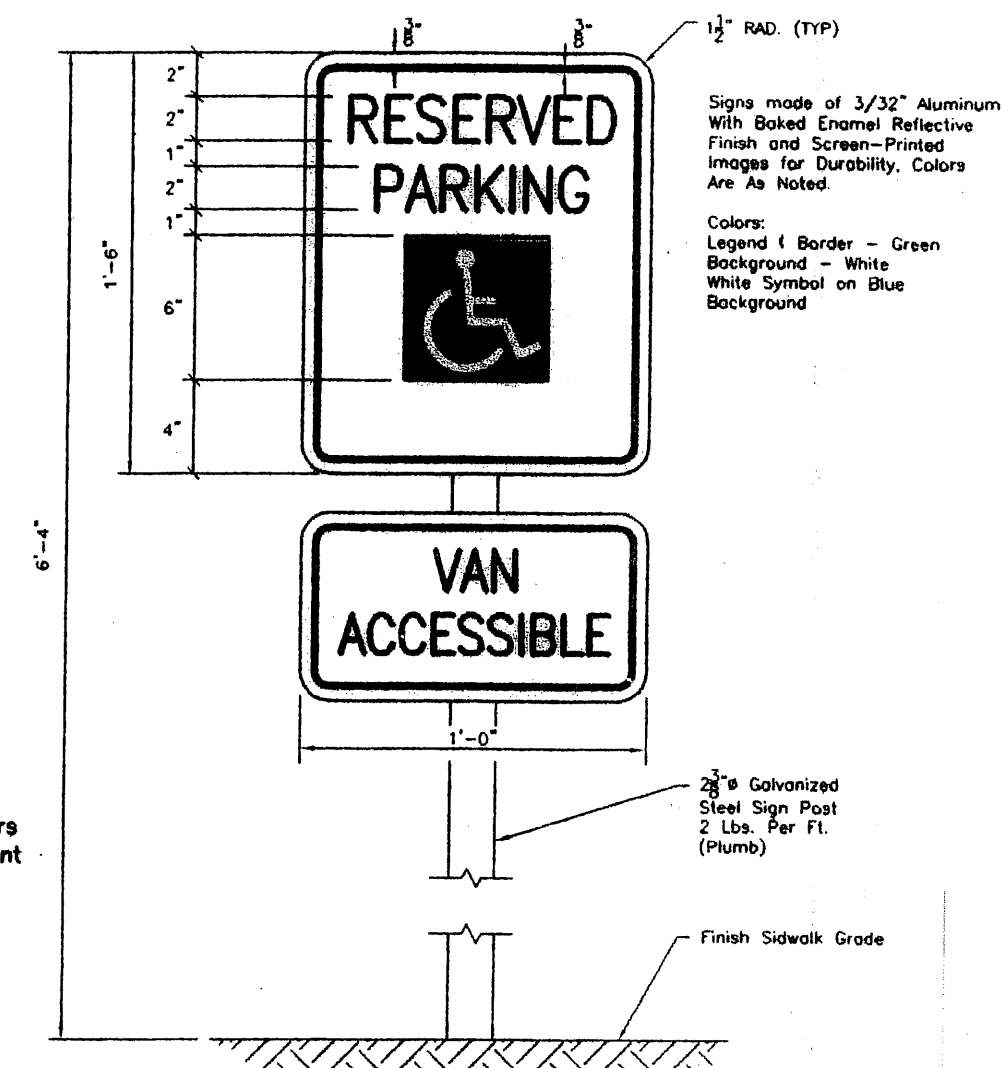 3/8"
3/8"
1 1/2" RAD. (TYP)
2"
2"
1"
2"
1"
6"
4"
1'-6"
6'-4"
RESERVED
PARKING
Signs made of 3/32" Aluminum
With Baked Enamel Reflective
Finish and Screen-Printed
Images for Durability, Colors
Are As Noted.
Colors:
Legend & Border - Green
Background - White
White Symbol on Blue
Background
VAN
ACCESSIBLE
1'-0"
2 3/8"ø Galvanized
Steel Sign Post
2 Lbs. Per Ft.
(Plumb)
rs
nt
Finish Sidwalk Grade